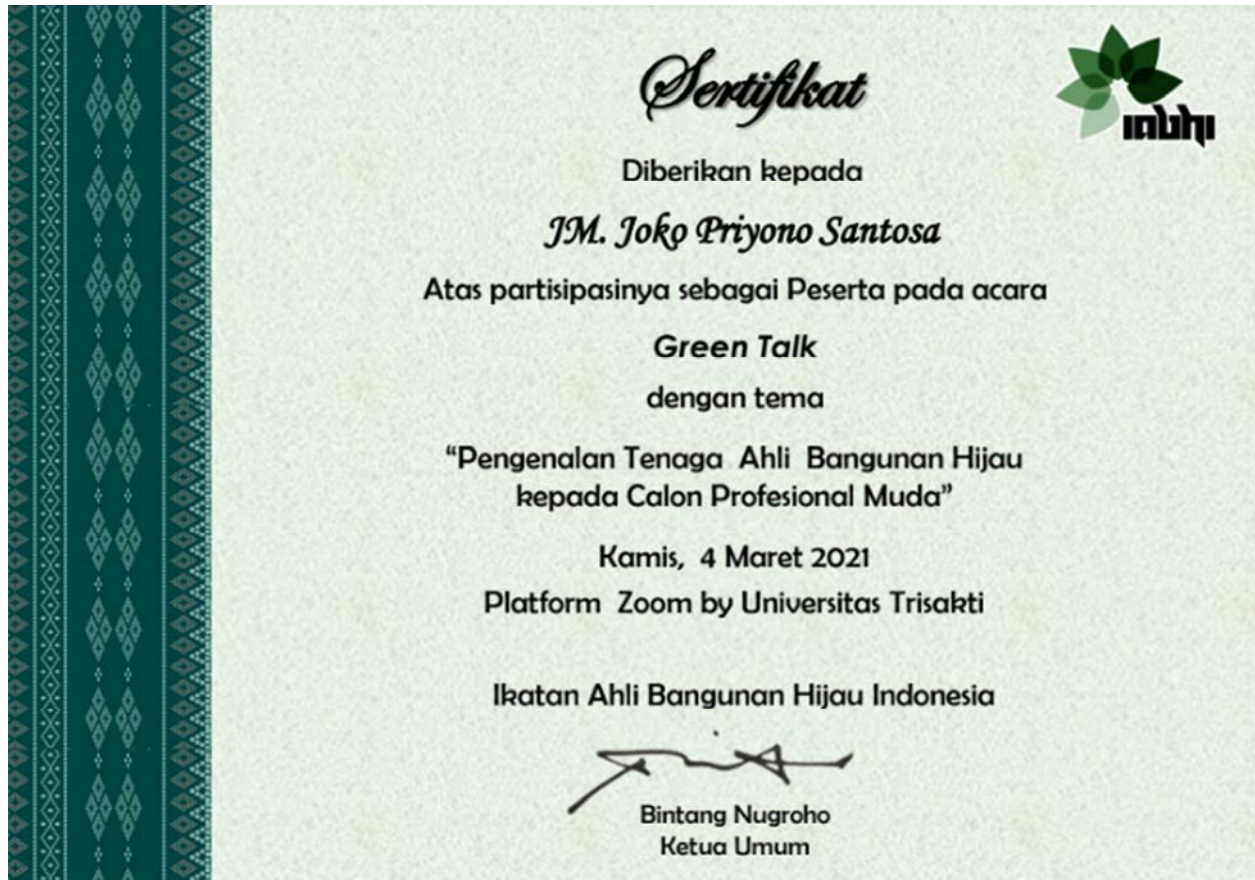 Sertifikat
iabhi
Diberikan kepada
JM. Joko Priyono Santosa
Atas partisipasinya sebagai Peserta pada acara
Green Talk
dengan tema
“Pengenalan Tenaga Ahli Bangunan Hijau
kepada Calon Profesional Muda”
Kamis, 4 Maret 2021
Platform Zoom by Universitas Trisakti
Ikatan Ahli Bangunan Hijau Indonesia
Bintang Nugroho
Ketua Umum